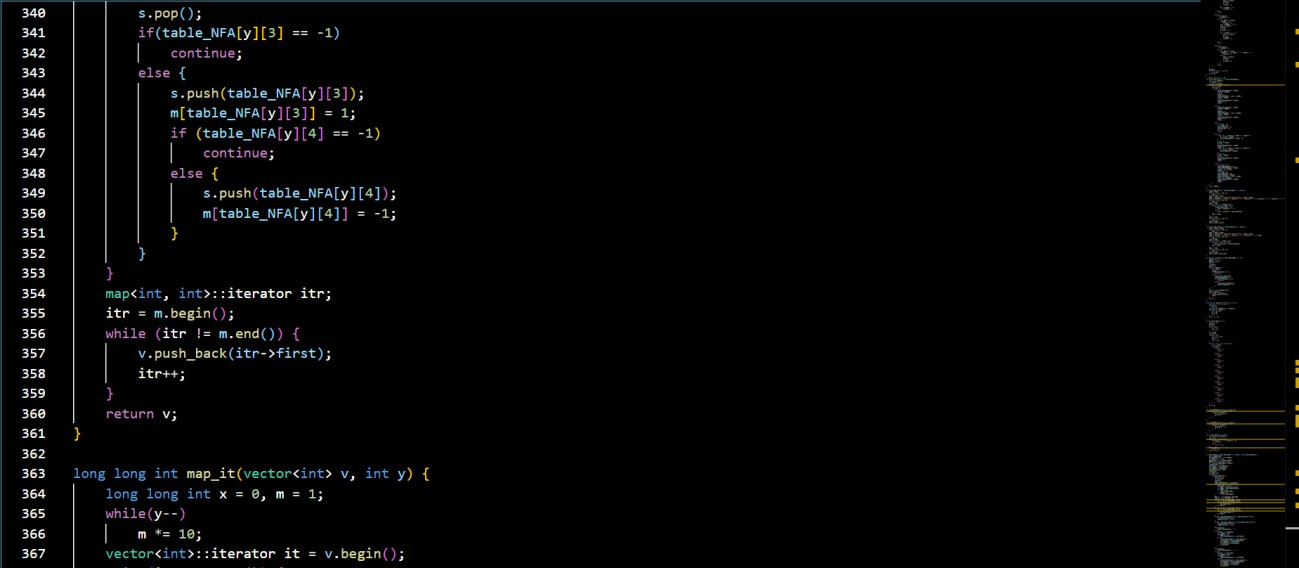 340 s.pop();
341 if(table_NFA[y][3] == -1)
342 continue;
343 else {
344 s.push(table_NFA[y][3]);
345 m[table_NFA[y][3]] = 1;
346 if (table_NFA[y][4] == -1)
347 continue;
348 else {
349 s.push(table_NFA[y][4]);
350 m[table_NFA[y][4]] = -1;
351 }
352 }
353 }
354 map<int, int>::iterator itr;
355 itr = m.begin();
356 while (itr != m.end()) {
357 v.push_back(itr->first);
358 itr++;
359 }
360 return v;
361 }
362
363 long long int map_it(vector<int> v, int y) {
364 long long int x = 0, m = 1;
365 while(y--)
366 m *= 10;
367 vector<int>::iterator it = v.begin();